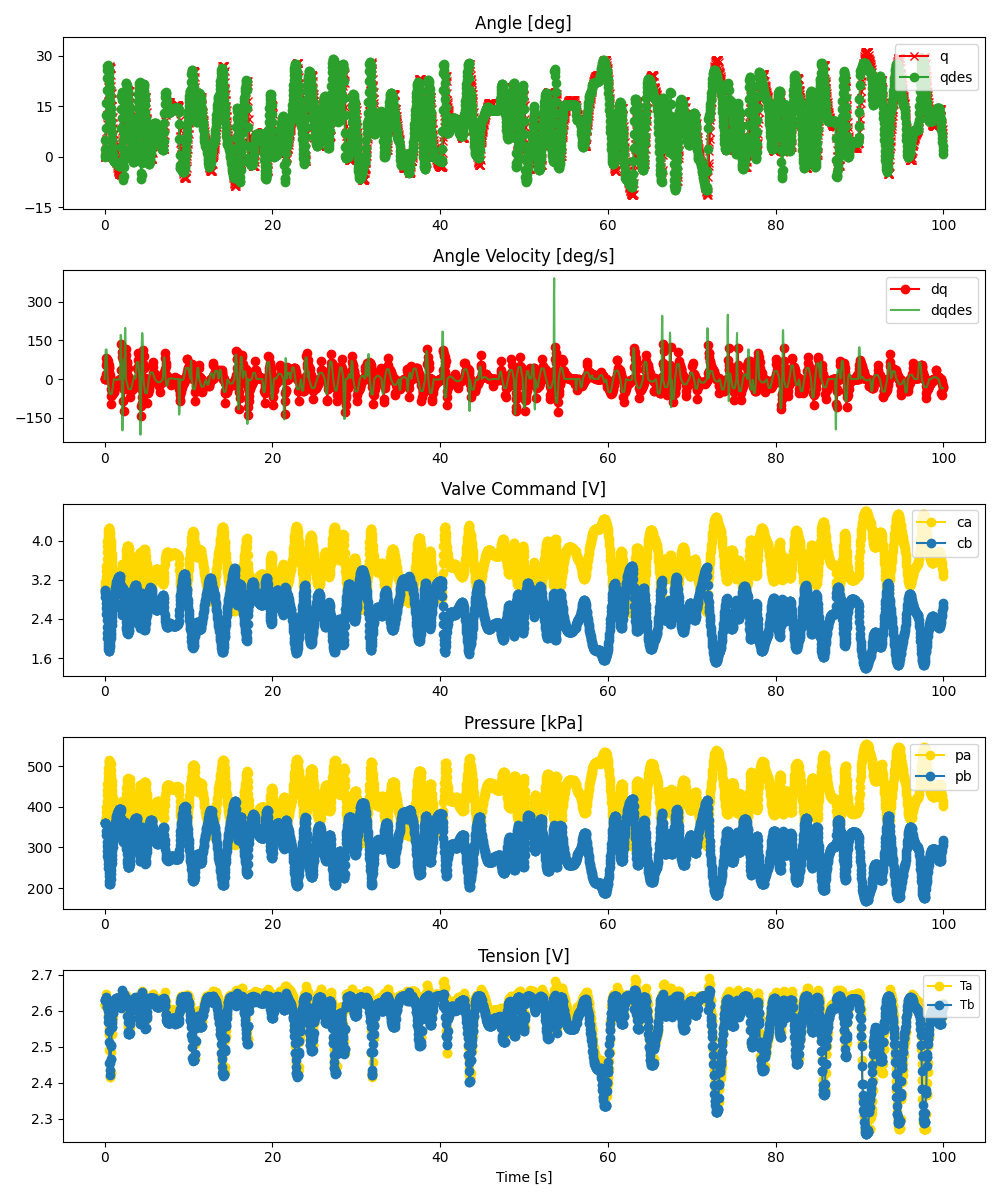 Angle [deg]
30
15
0
−15
q
qdes
0 20 40 60 80 100
Angle Velocity [deg/s]
300
150
0
−150
dq
dqdes
0 20 40 60 80 100
Valve Command [V]
4.0
3.2
2.4
1.6
ca
cb
0 20 40 60 80 100
Pressure [kPa]
500
400
300
200
pa
pb
0 20 40 60 80 100
Tension [V]
2.7
2.6
2.5
2.4
2.3
Ta
Tb
0 20 40 60 80 100
Time [s]